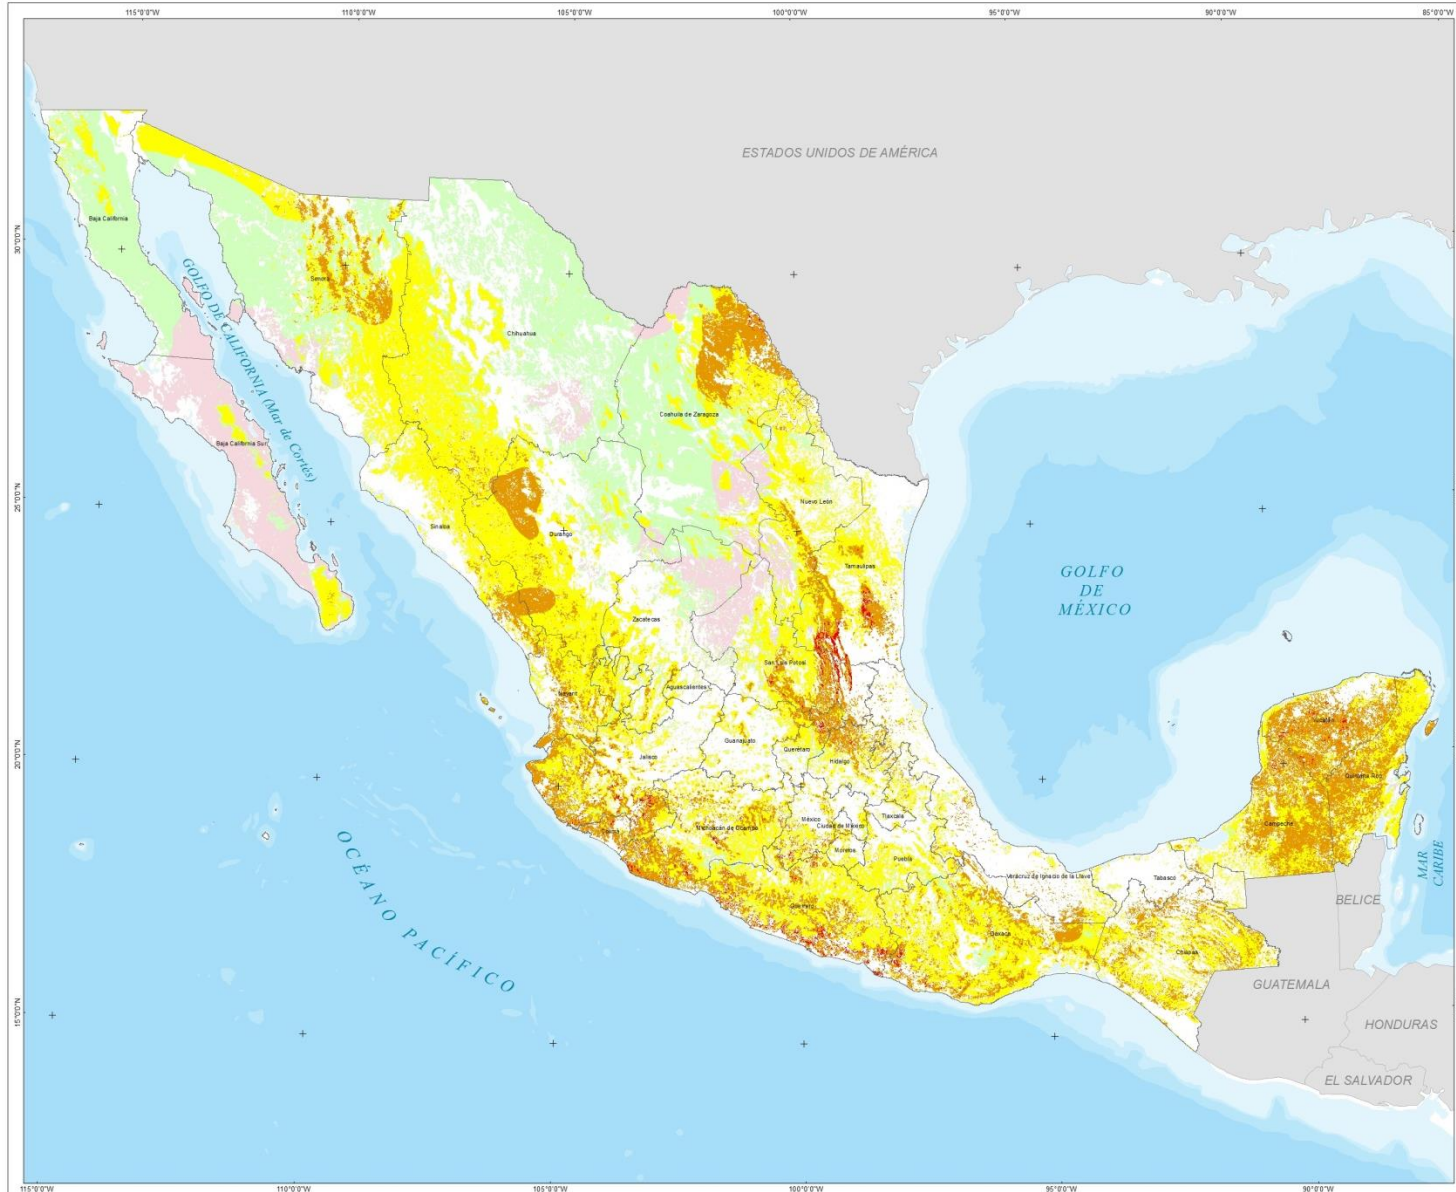 115°0'0"W
110°0'0"W
105°0'0"W
100°0'0"W
95°0'0"W
90°0'0"W
85°0'0"W
ESTADOS UNIDOS DE AMÉRICA
30°0'0"N
Baja California
Sonora
GOLFO DE CALIFORNIA (Mar de Cortés)
Chihuahua
Coahuila de Zaragoza
Baja California Sur
25°0'0"N
Nuevo León
Sinaloa
Durango
Tamaulipas
GOLFO
DE
MÉXICO
Zacatecas
San Luis Potosí
Aguascalientes
Nayarit
Yucatán
20°0'0"N
Guanajuato
Querétaro
Jalisco
Hidalgo
Quintana Roo
México
Ciudad de México
Tlaxcala
Colima
Michoacán de Ocampo
Campeche
Morelos
Puebla
MAR
CARIBE
Veracruz de Ignacio de la Llave
Tabasco
BELICE
OCÉANO PACÍFICO
Guerrero
Oaxaca
Chiapas
15°0'0"N
GUATEMALA
HONDURAS
EL SALVADOR
115°0'0"W
110°0'0"W
105°0'0"W
100°0'0"W
95°0'0"W
90°0'0"W